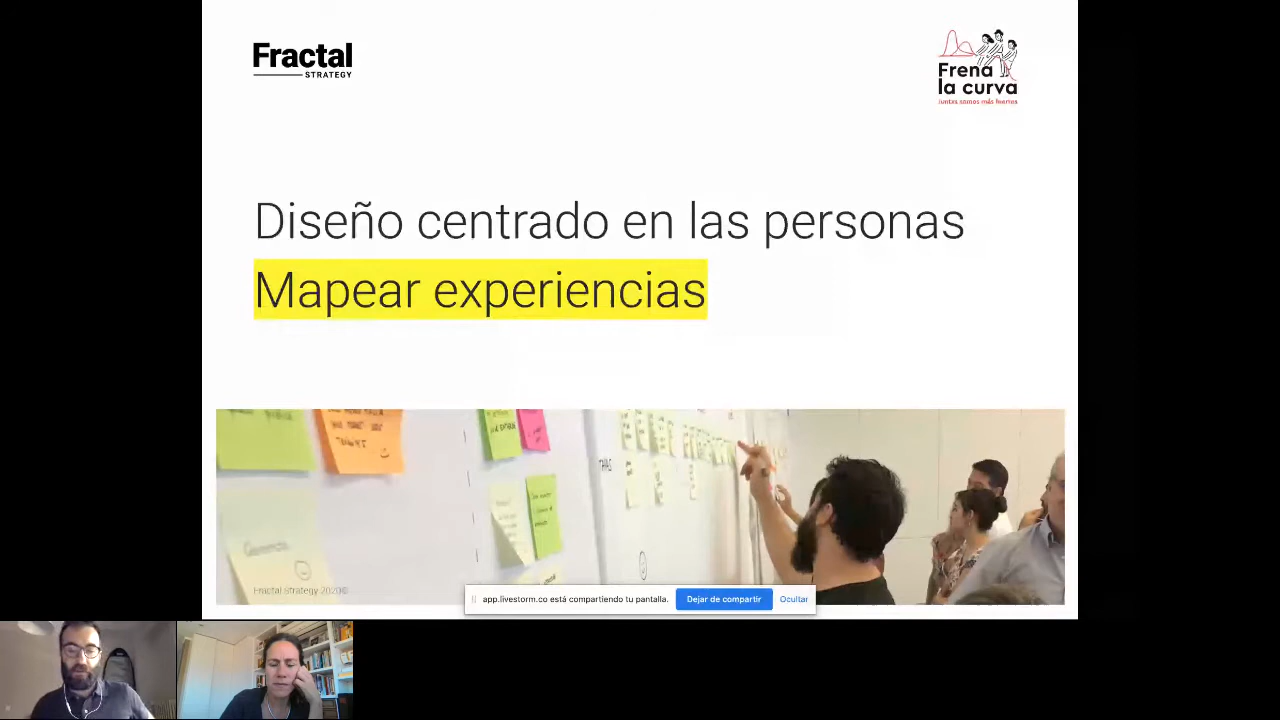 Fractal
STRATEGY
Frena
la curva
Juntas somos más fuertes
Diseño centrado en las personas
Mapear experiencias
Fractal Strategy 2020©
app.livestorm.co está compartiendo tu pantalla.
Dejar de compartir
Ocultar